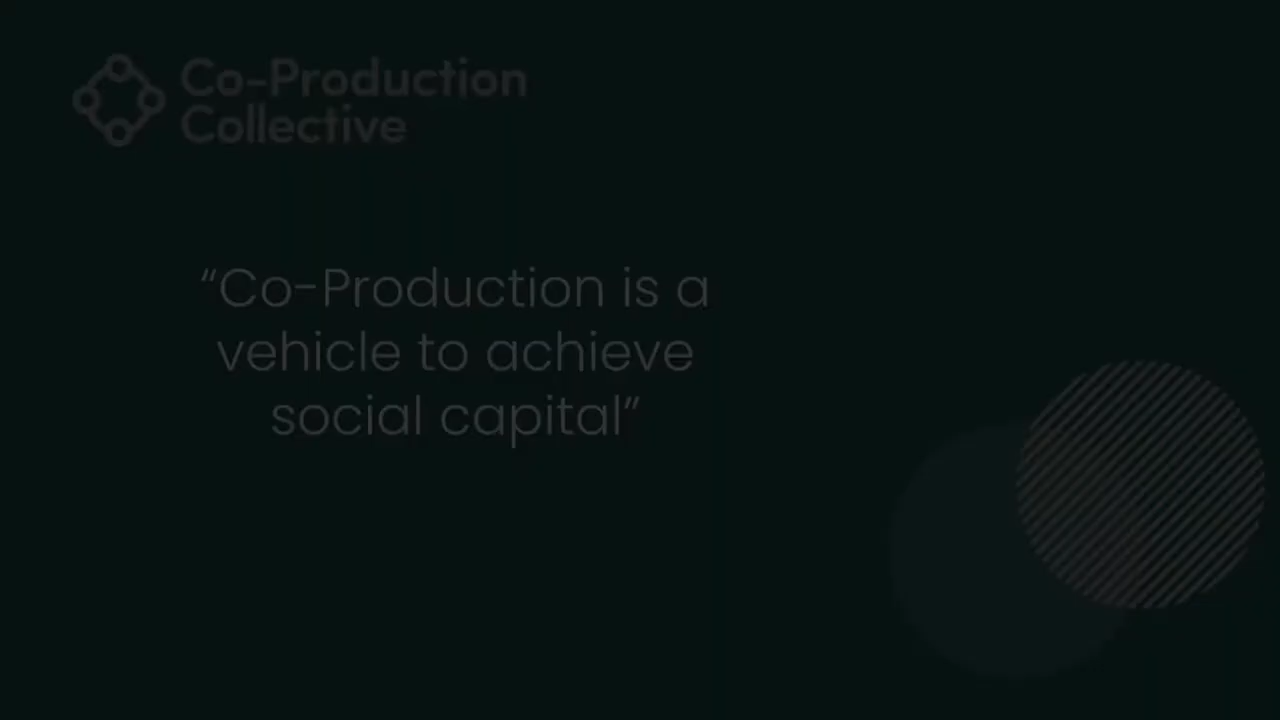 Co-Production
Collective
“Co-Production is a
vehicle to achieve
social capital”